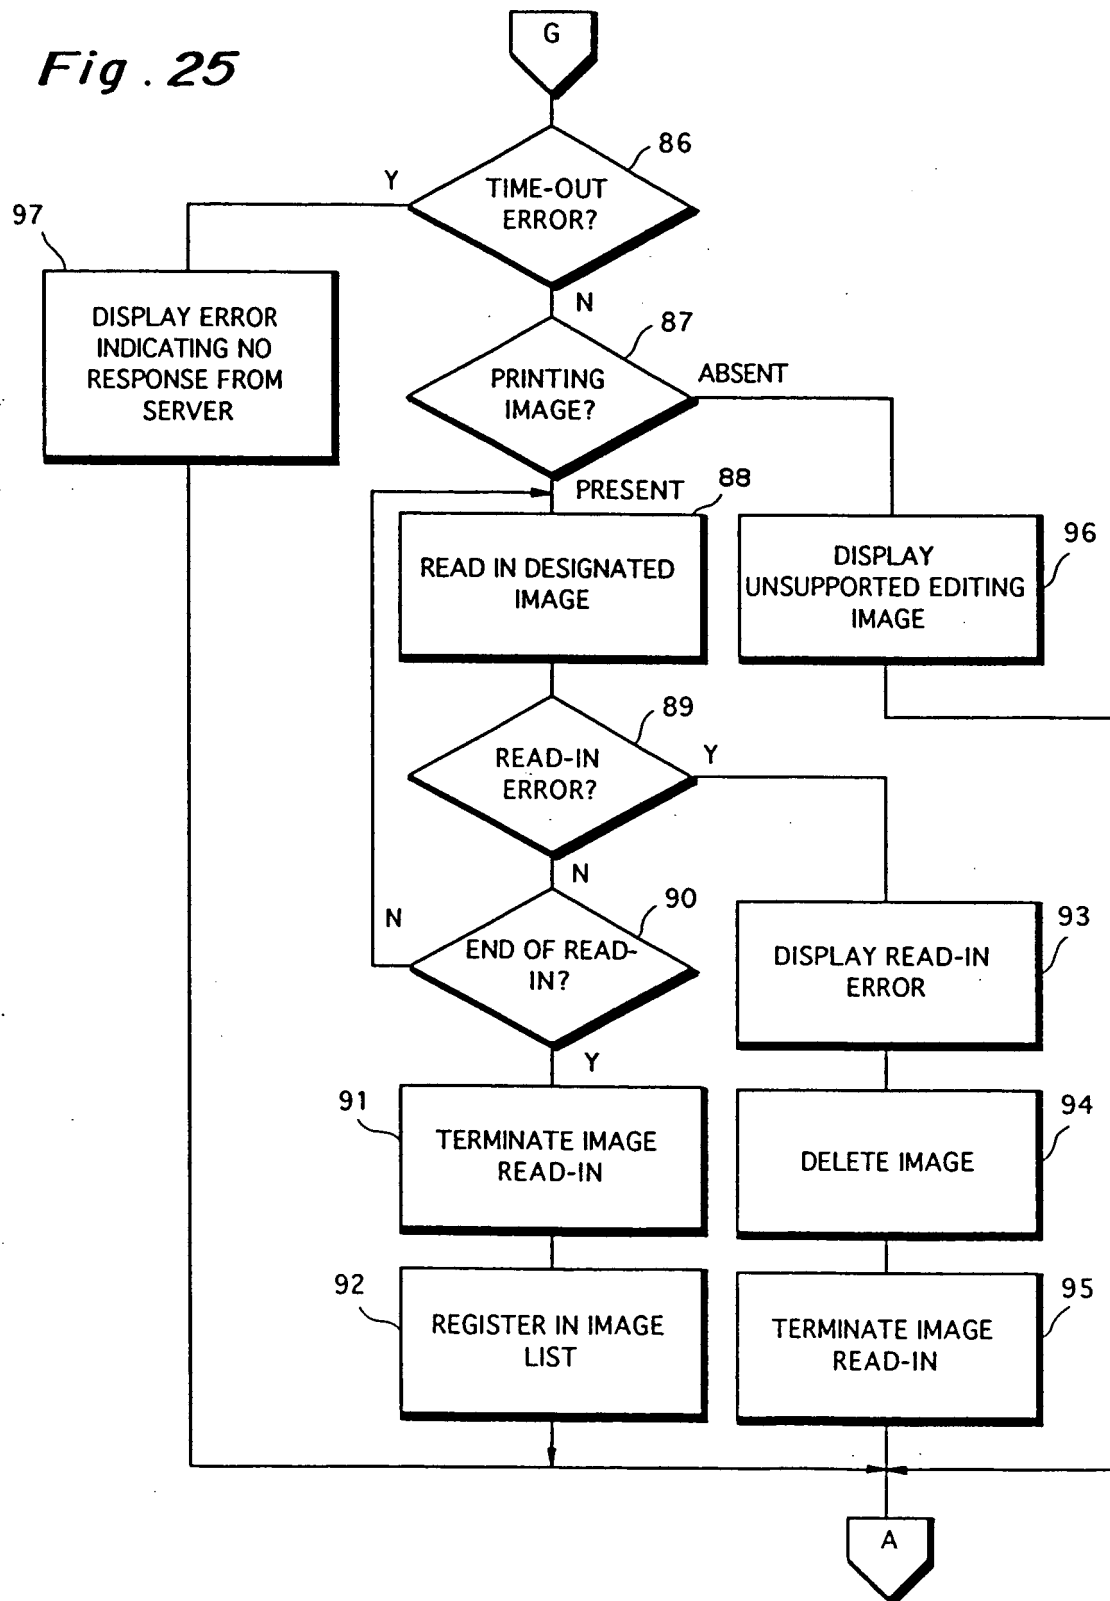 Fig. 25
G
86
TIME-OUT
ERROR?
Y
N
97
DISPLAY ERROR
INDICATING NO
RESPONSE FROM
SERVER
87
PRINTING
IMAGE?
ABSENT
PRESENT
88
READ IN DESIGNATED
IMAGE
96
DISPLAY
UNSUPPORTED EDITING
IMAGE
89
READ-IN
ERROR?
Y
N
90
END OF READ-
IN?
N
Y
93
DISPLAY READ-IN
ERROR
91
TERMINATE IMAGE
READ-IN
94
DELETE IMAGE
92
REGISTER IN IMAGE
LIST
95
TERMINATE IMAGE
READ-IN
A